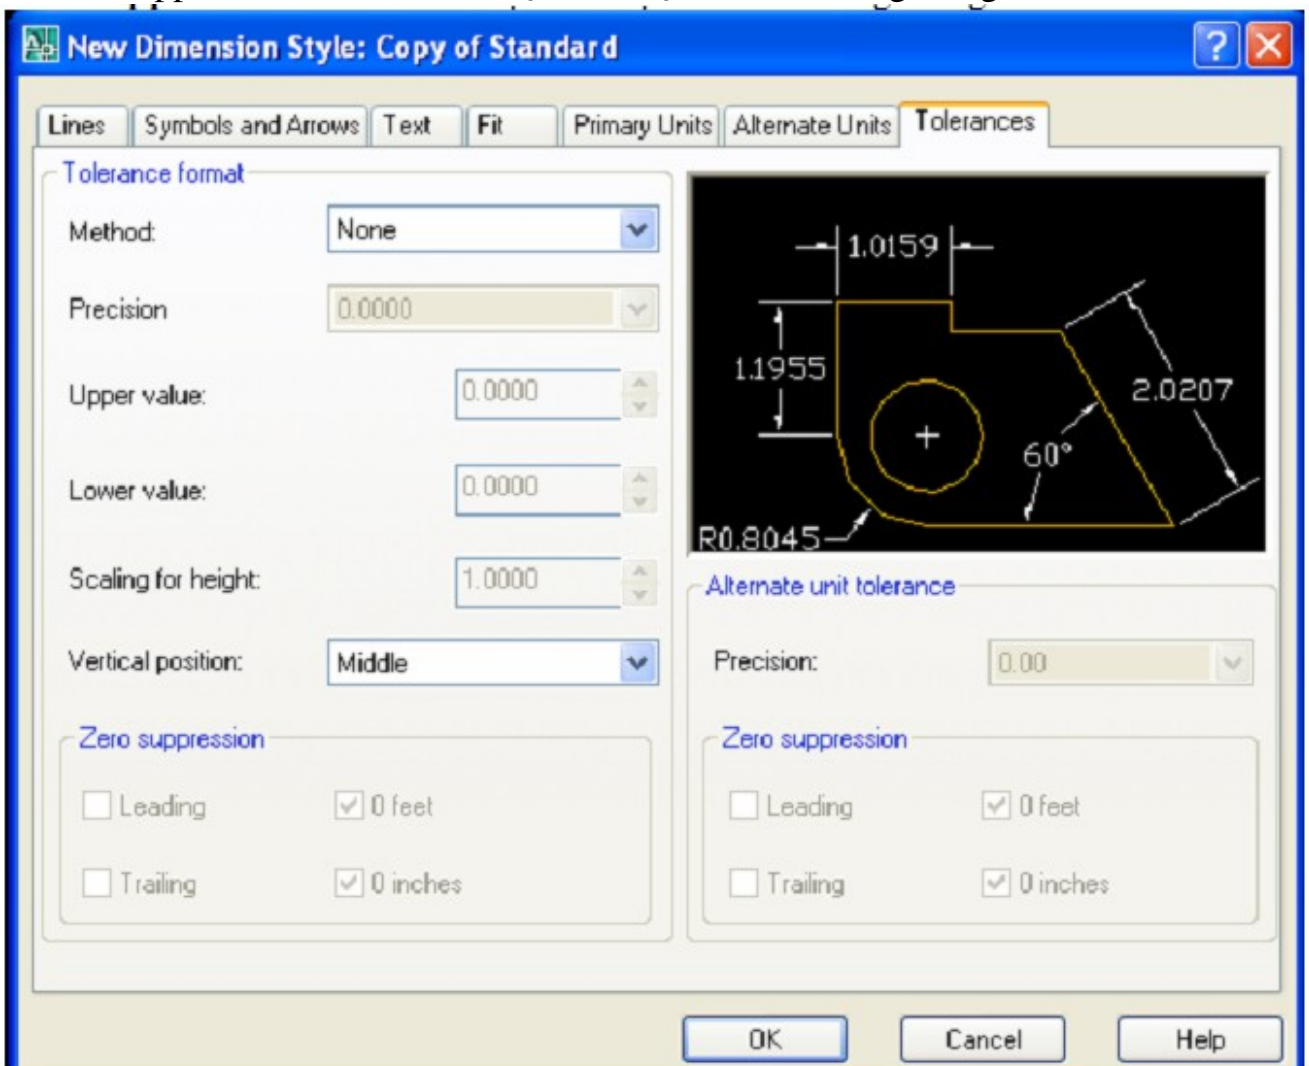 New Dimension Style: Copy of Standard
Lines Symbols and Arrows Text Fit Primary Units Alternate Units Tolerances
Tolerance format
Method: None
Precision 0.0000
Upper value: 0.0000
Lower value: 0.0000
Scaling for height: 1.0000
Vertical position: Middle
Zero suppression
Leading 0 feet
Trailing 0 inches
1.0159
1.1955
2.0207
60°
R0.8045
Alternate unit tolerance
Precision: 0.00
Zero suppression
Leading 0 feet
Trailing 0 inches
OK Cancel Help